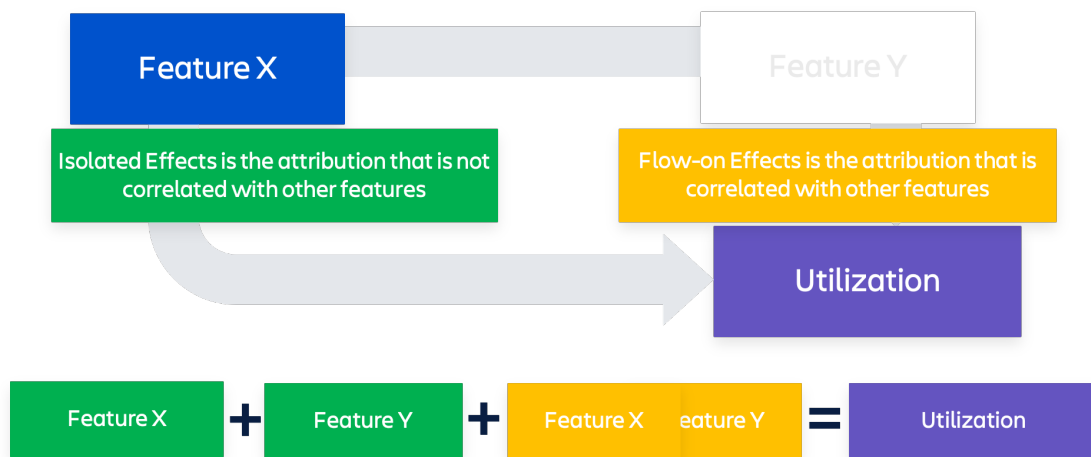 Feature X
Feature Y
Isolated Effects is the attribution that is not
correlated with other features
Flow-on Effects is the attribution that is
correlated with other features
Utilization
Feature X + Feature Y + Feature X eature Y = Utilization